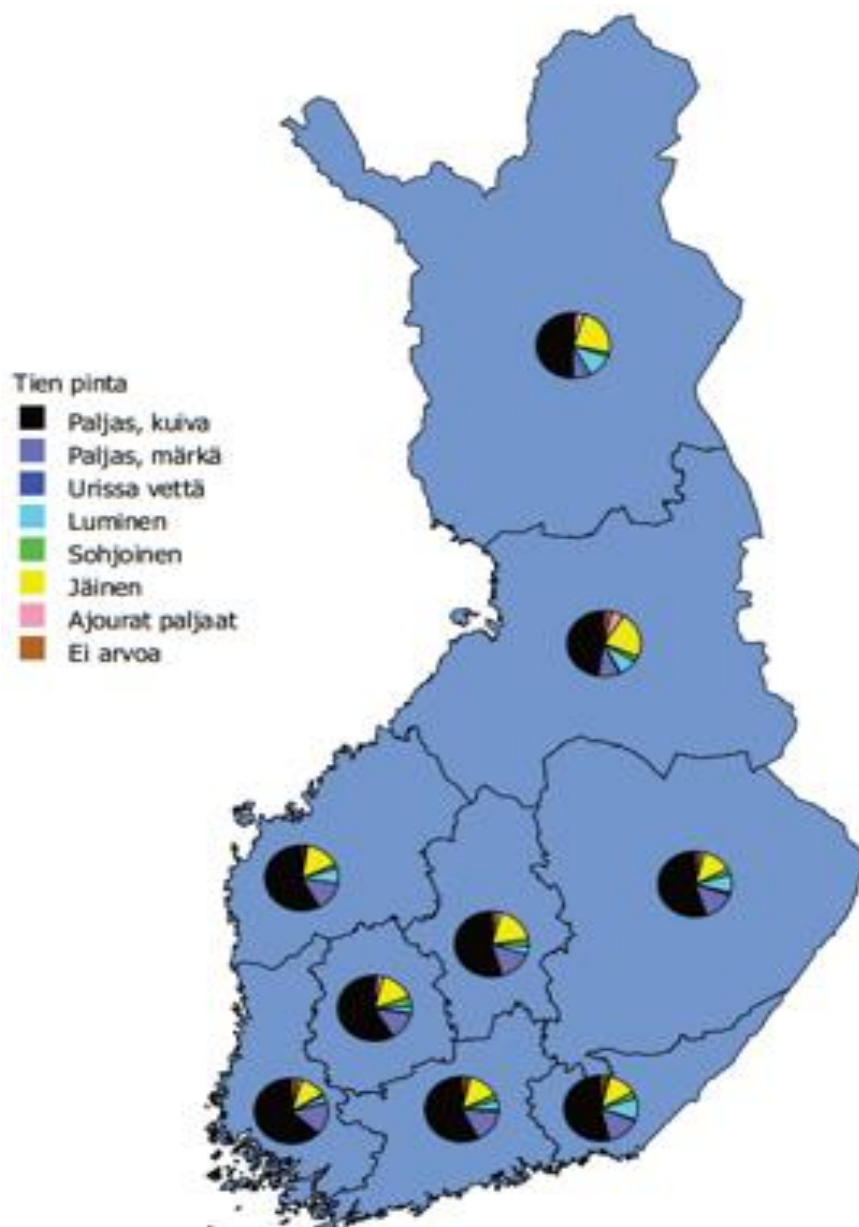 Tien pinta
Paljas, kuiva
Paljas, märkä
Urissa vettä
Luminen
Sohjoinen
Jäinen
Ajourat paljaat
Ei arvoa